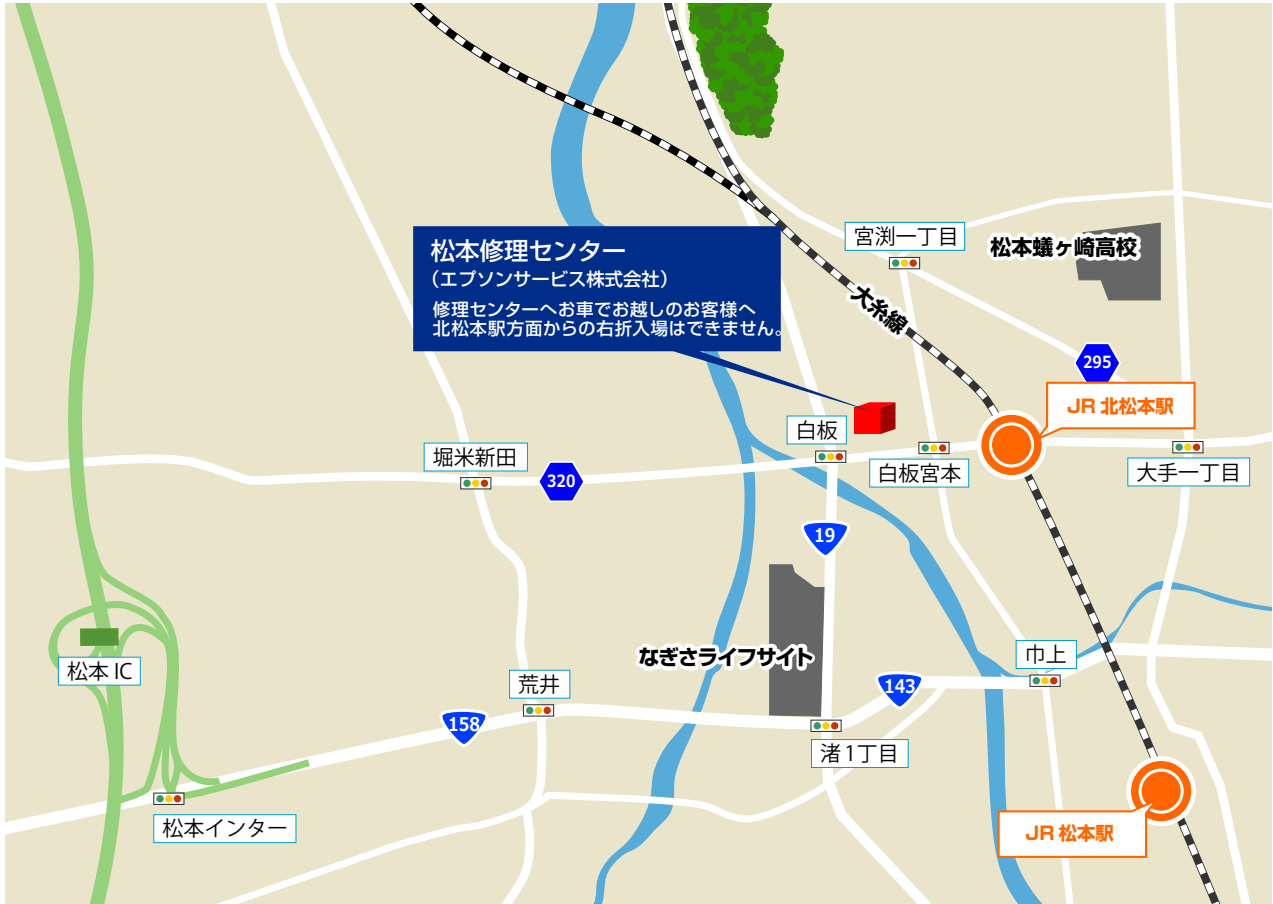 宮渕一丁目
松本蟻ヶ崎高校
松本修理センター
(エプソンサービス株式会社)
修理センターへお車でお越しのお客様へ
北松本駅方面からの右折入場はできません。
大糸線
295
JR 北松本駅
白板
堀米新田
320
白板宮本
大手一丁目
19
なぎさライフサイト
巾上
松本 IC
荒井
143
158
渚1丁目
松本インター
JR 松本駅